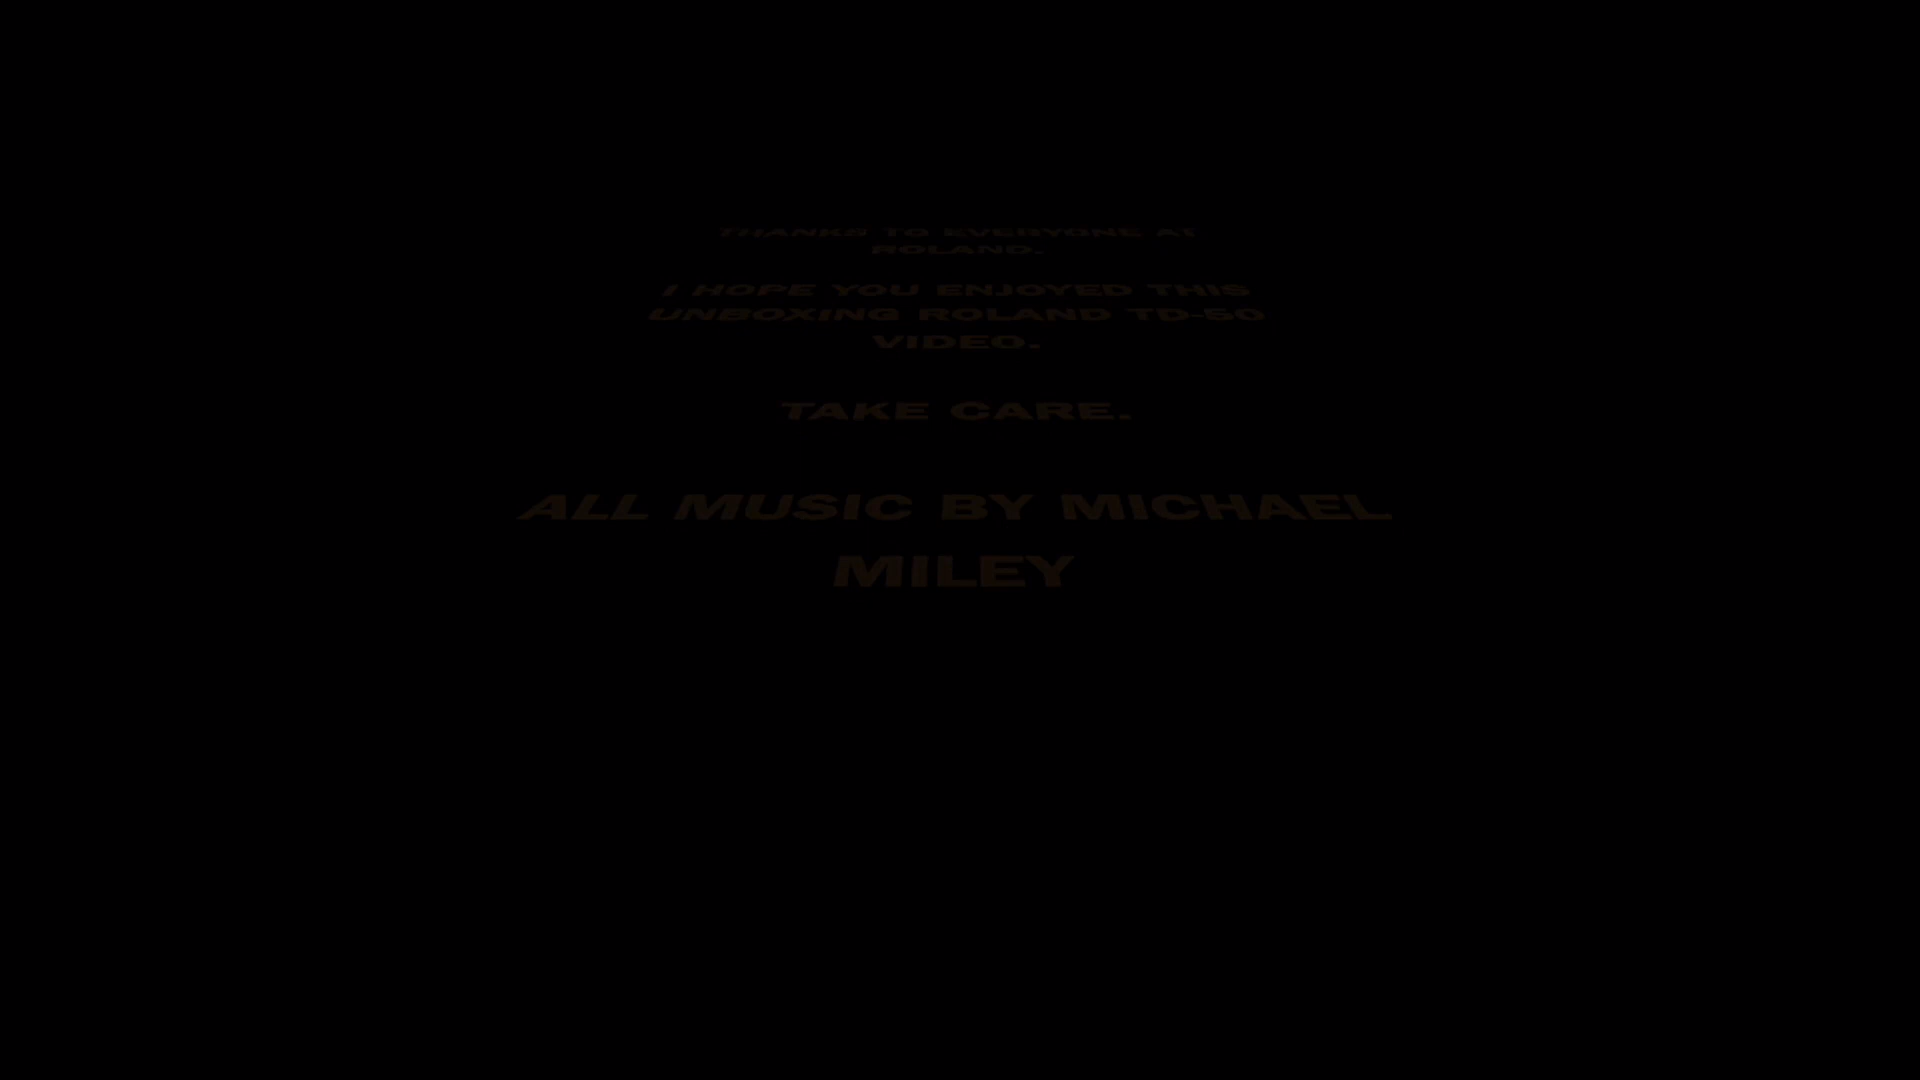 THANKS TO EVERYONE AT
ROLAND.
I HOPE YOU ENJOYED THIS
UNBOXING ROLAND TD-50
VIDEO.
TAKE CARE.
ALL MUSIC BY MICHAEL
MILEY